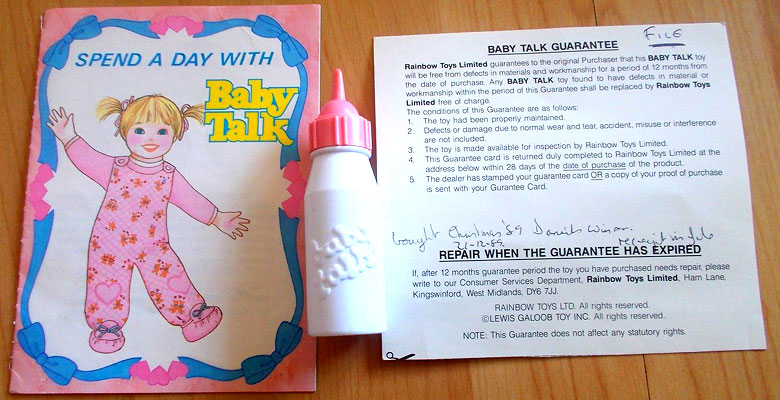 SPEND A DAY WITH
Baby
Talk
baby
talk
FILE
BABY TALK GUARANTEE
Rainbow Toys Limited guarantees to the original Purchaser that his BABY TALK toy
will be free from defects in materials and workmanship for a period of 12 months from
the date of purchase. Any BABY TALK toy found to have defects in material or
workmanship within the period of this Guarantee shall be replaced by Rainbow Toys
Limited free of charge.
The conditions of this Guarantee are as follows:
1. The toy had been properly maintained.
2. Defects or damage due to normal wear and tear, accident, misuse or interference
are not included.
3. The toy is made available for inspection by Rainbow Toys Limited.
4. This Guarantee card is returned duly completed to Rainbow Toys Limited at the
address below within 28 days of the date of purchase of the product.
5. The dealer has stamped your guarantee card OR a copy of your proof of purchase
is sent with your Gurantee Card.
bought Christmas '89 Daniels Windsor.
21-12-89. receipt in file
REPAIR WHEN THE GUARANTEE HAS EXPIRED
If, after 12 months guarantee period the toy you have purchased needs repair, please
write to our Consumer Services Department, Rainbow Toys Limited, Ham Lane,
Kingswinford, West Midlands, DY6 7JJ.
RAINBOW TOYS LTD. All rights reserved.
©LEWIS GALOOB TOY INC. All rights reserved.
NOTE: This Guarantee does not affect any statutory rights.